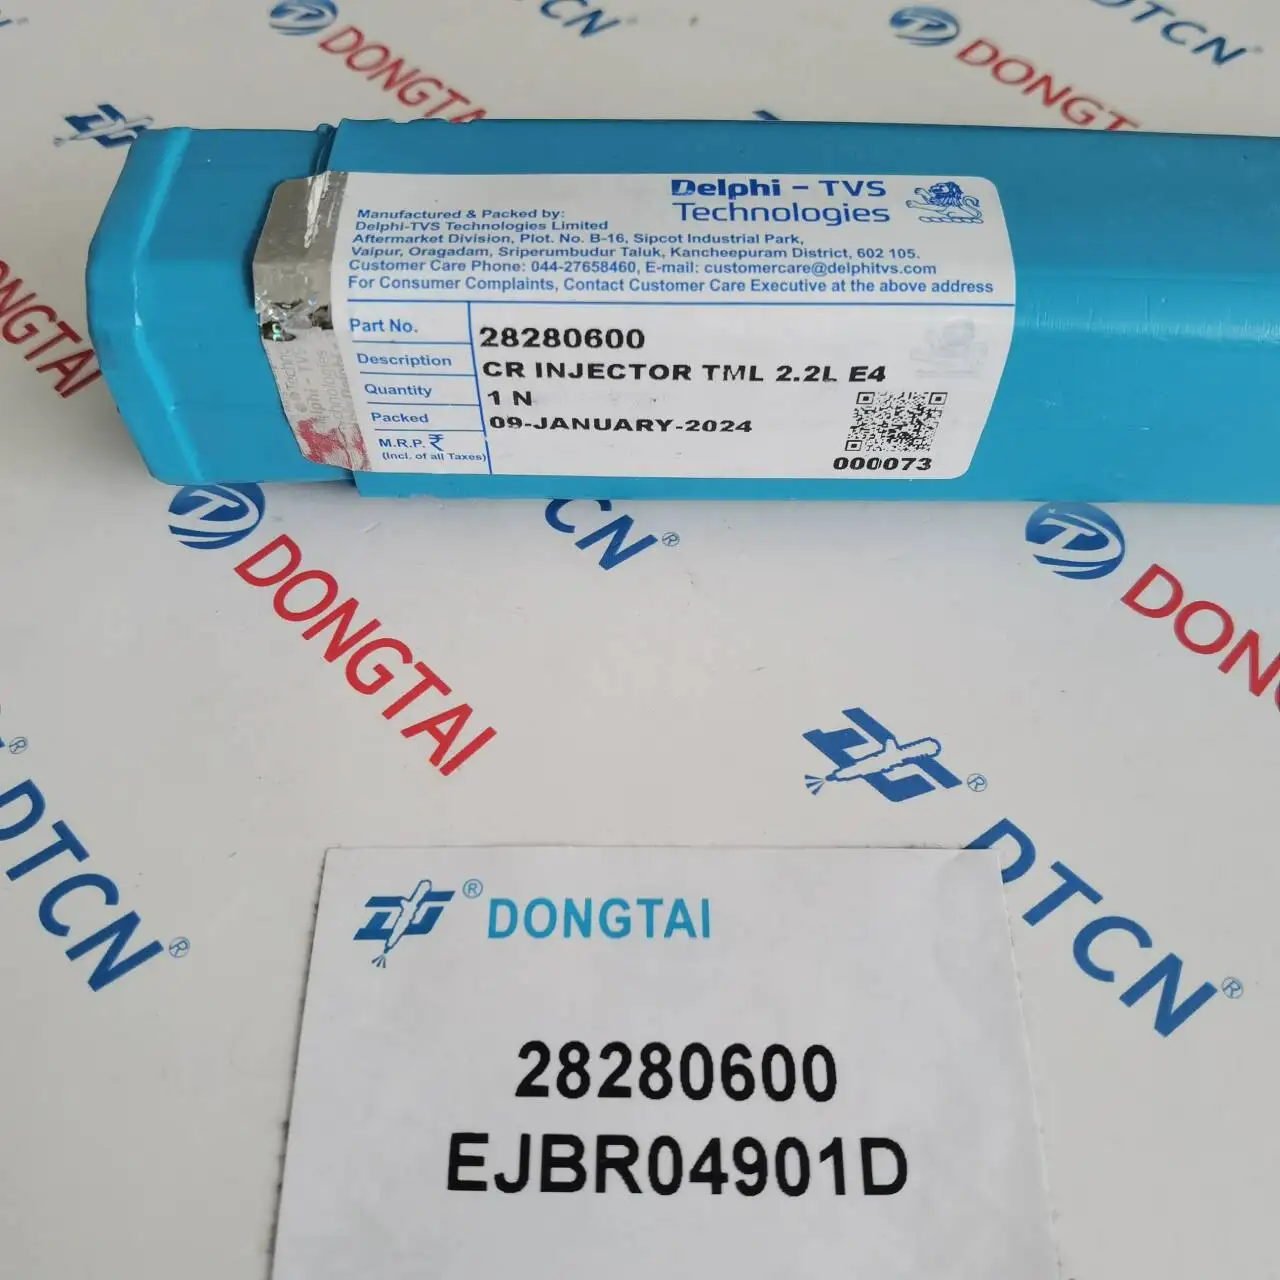 DTCN
DONGTAI
DONGT
Delphi - TVS
Technologies
Manufactured & Packed by:
Delphi-TVS Technologies Limited
Aftermarket Division, Plot. No. B-16, Sipcot Industrial Park,
Vaipur, Oragadam, Sriperumbudur Taluk, Kancheepuram District, 602 105.
Customer Care Phone: 044-27658460, E-mail: customercare@delphitvs.com
For Consumer Complaints, Contact Customer Care Executive at the above address
Part No. 28280600
Description CR INJECTOR TML 2.2L E4
Quantity 1 N
Packed 09-JANUARY-2024
M.R.P. ₹
(Incl. of all Taxes)
000073
CN®
DONGTAI
DONGTAI
DON
DTCN®
DTCN®
® DONGTAI
28280600
EJBR04901D